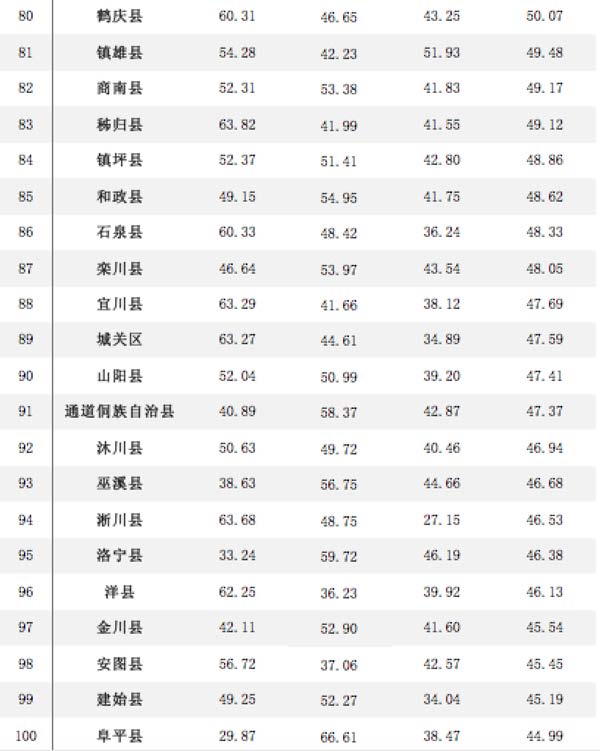 80 鹤庆县 60.31 46.65 43.25 50.07
81 镇雄县 54.28 42.23 51.93 49.48
82 商南县 52.31 53.38 41.83 49.17
83 秭归县 63.82 41.99 41.55 49.12
84 镇坪县 52.37 51.41 42.80 48.86
85 和政县 49.15 54.95 41.75 48.62
86 石泉县 60.33 48.42 36.24 48.33
87 栾川县 46.64 53.97 43.54 48.05
88 宜川县 63.29 41.66 38.12 47.69
89 城关区 63.27 44.61 34.89 47.59
90 山阳县 52.04 50.99 39.20 47.41
91 通道侗族自治县 40.89 58.37 42.87 47.37
92 沐川县 50.63 49.72 40.46 46.94
93 巫溪县 38.63 56.75 44.66 46.68
94 淅川县 63.68 48.75 27.15 46.53
95 洛宁县 33.24 59.72 46.19 46.38
96 洋县 62.25 36.23 39.92 46.13
97 金川县 42.11 52.90 41.60 45.54
98 安图县 56.72 37.06 42.57 45.45
99 建始县 49.25 52.27 34.04 45.19
100 阜平县 29.87 66.61 38.47 44.99